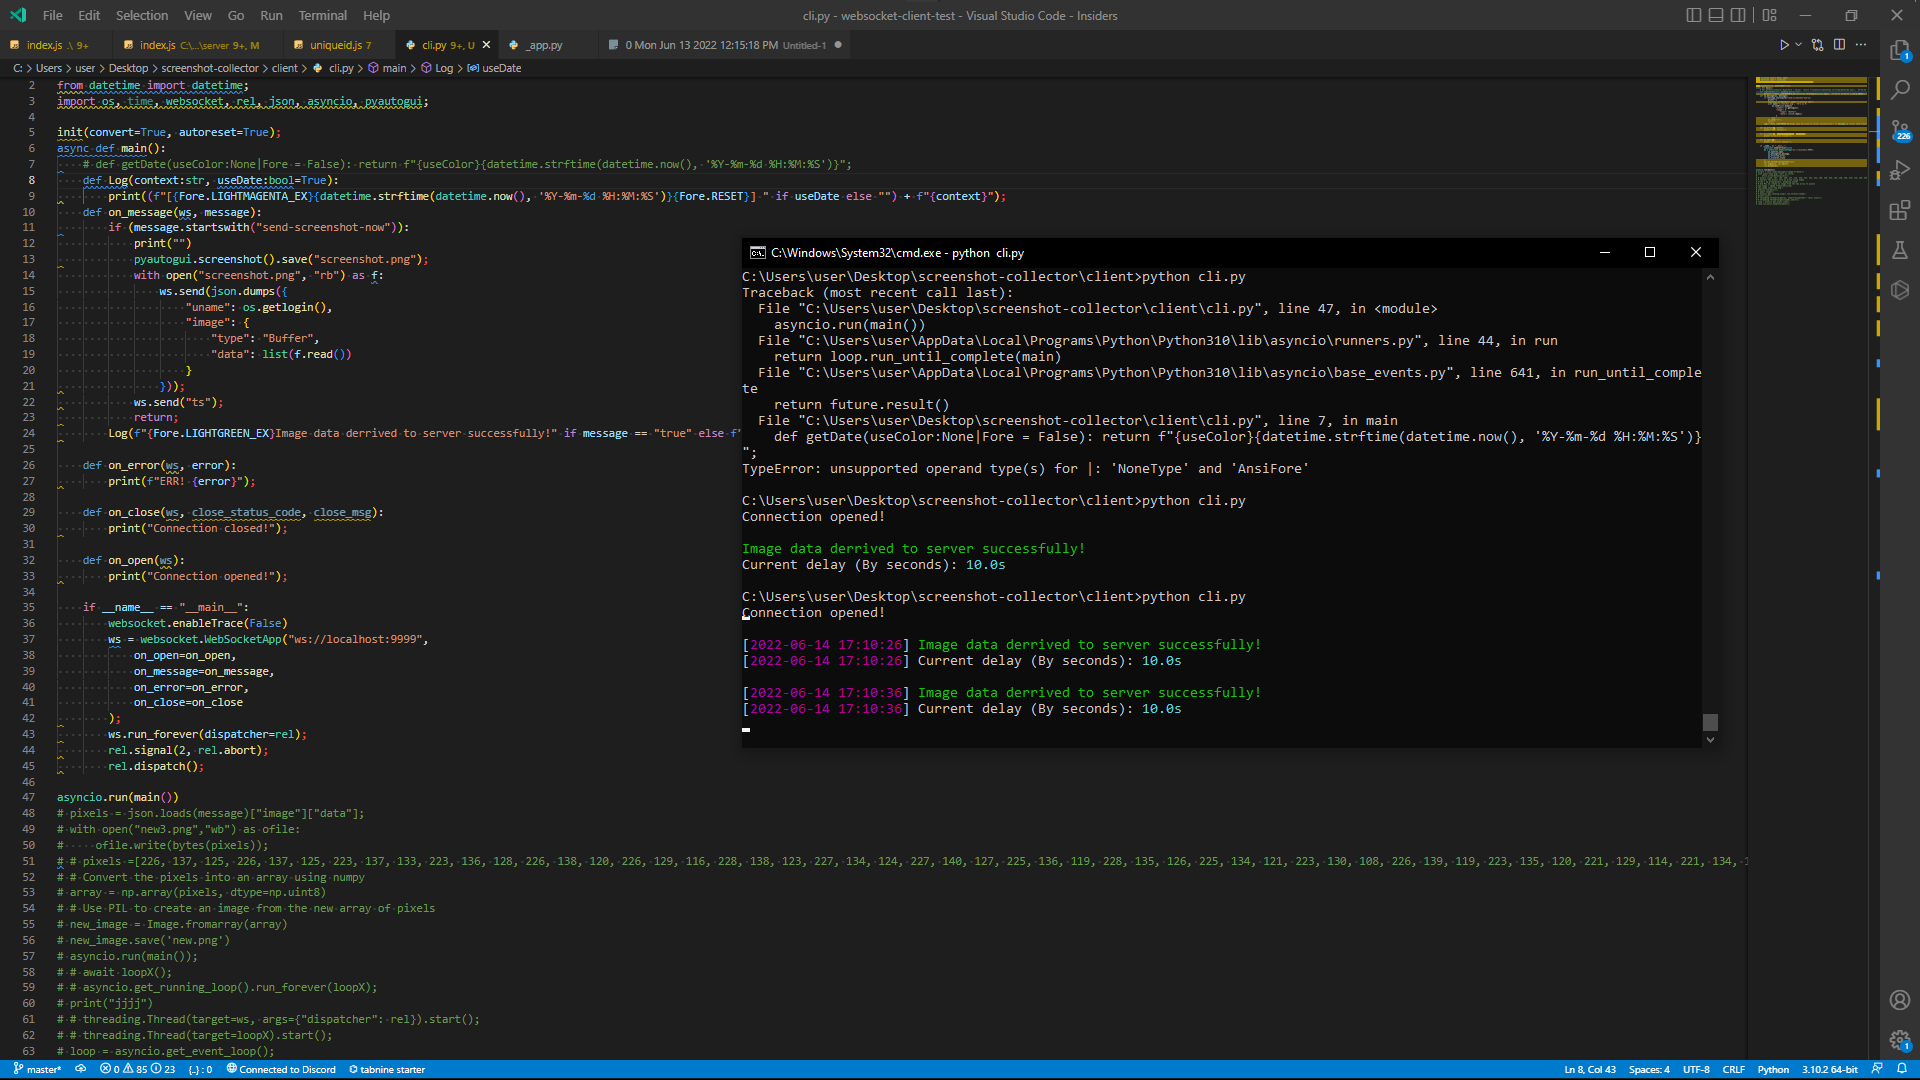 File Edit Selection View Go Run Terminal Help
cli.py - websocket-client-test - Visual Studio Code - Insiders
index.js .\ 9+
index.js C:\...\server 9+, M
uniqueid.js 7
cli.py 9+, U
_app.py
0 Mon Jun 13 2022 12:15:18 PM Untitled-1
C: > Users > user > Desktop > screenshot-collector > client > cli.py > main > Log > useDate
2 from datetime import datetime;
3 import os, time, websocket, rel, json, asyncio, pyautogui;
4
5 init(convert=True, autoreset=True);
6 async def main():
7 # def getDate(useColor:None|Fore = False): return f"{useColor}{datetime.strftime(datetime.now(), '%Y-%m-%d %H:%M:%S')}";
8 def Log(context:str, useDate:bool=True):
9 print((f"[{Fore.LIGHTMAGENTA_EX}{datetime.strftime(datetime.now(), '%Y-%m-%d %H:%M:%S')}{Fore.RESET}] " if useDate else "") + f"{context}");
10 def on_message(ws, message):
11 if (message.startswith("send-screenshot-now")):
12 print("")
13 pyautogui.screenshot().save("screenshot.png");
14 with open("screenshot.png", "rb") as f:
15 ws.send(json.dumps({
16 "uname": os.getlogin(),
17 "image": {
18 "type": "Buffer",
19 "data": list(f.read())
20 }
21 }));
22 ws.send("ts");
23 return;
24 Log(f"{Fore.LIGHTGREEN_EX}Image data derrived to server successfully!" if message == "true" else f"
25
26 def on_error(ws, error):
27 print(f"ERR! {error}");
28
29 def on_close(ws, close_status_code, close_msg):
30 print("Connection closed!");
31
32 def on_open(ws):
33 print("Connection opened!");
34
35 if __name__ == "__main__":
36 websocket.enableTrace(False)
37 ws = websocket.WebSocketApp("ws://localhost:9999",
38 on_open=on_open,
39 on_message=on_message,
40 on_error=on_error,
41 on_close=on_close
42 );
43 ws.run_forever(dispatcher=rel);
44 rel.signal(2, rel.abort);
45 rel.dispatch();
46
47 asyncio.run(main())
48 # pixels = json.loads(message)["image"]["data"];
49 # with open("new3.png","wb") as ofile:
50 # ofile.write(bytes(pixels));
51 # # pixels =[226, 137, 125, 226, 137, 125, 223, 137, 133, 223, 136, 128, 226, 138, 120, 226, 129, 116, 228, 138, 123, 227, 134, 124, 227, 140, 127, 225, 136, 119, 228, 135, 126, 225, 134, 121, 223, 130, 108, 226, 139, 119, 223, 135, 120, 221, 129, 114, 221, 134,
52 # # Convert the pixels into an array using numpy
53 # array = np.array(pixels, dtype=np.uint8)
54 # # Use PIL to create an image from the new array of pixels
55 # new_image = Image.fromarray(array)
56 # new_image.save('new.png')
57 # asyncio.run(main());
58 # # await loopX();
59 # # asyncio.get_running_loop().run_forever(loopX);
60 # print("jjjj")
61 # # threading.Thread(target=ws, args={"dispatcher": rel}).start();
62 # # threading.Thread(target=loopX).start();
63 # loop = asyncio.get_event_loop();
C:\Windows\System32\cmd.exe - python cli.py
C:\Users\user\Desktop\screenshot-collector\client>python cli.py
Traceback (most recent call last):
File "C:\Users\user\Desktop\screenshot-collector\client\cli.py", line 47, in <module>
asyncio.run(main())
File "C:\Users\user\AppData\Local\Programs\Python\Python310\lib\asyncio\runners.py", line 44, in run
return loop.run_until_complete(main)
File "C:\Users\user\AppData\Local\Programs\Python\Python310\lib\asyncio\base_events.py", line 641, in run_until_comple
te
return future.result()
File "C:\Users\user\Desktop\screenshot-collector\client\cli.py", line 7, in main
def getDate(useColor:None|Fore = False): return f"{useColor}{datetime.strftime(datetime.now(), '%Y-%m-%d %H:%M:%S')}
";
TypeError: unsupported operand type(s) for |: 'NoneType' and 'AnsiFore'
C:\Users\user\Desktop\screenshot-collector\client>python cli.py
Connection opened!
Image data derrived to server successfully!
Current delay (By seconds): 10.0s
C:\Users\user\Desktop\screenshot-collector\client>python cli.py
Connection opened!
[2022-06-14 17:10:26] Image data derrived to server successfully!
[2022-06-14 17:10:26] Current delay (By seconds): 10.0s
[2022-06-14 17:10:36] Image data derrived to server successfully!
[2022-06-14 17:10:36] Current delay (By seconds): 10.0s
1
226
1
master* 0 85 23 {..} : 0 Connected to Discord tabnine starter
Ln 8, Col 43 Spaces: 4 UTF-8 CRLF Python 3.10.2 64-bit